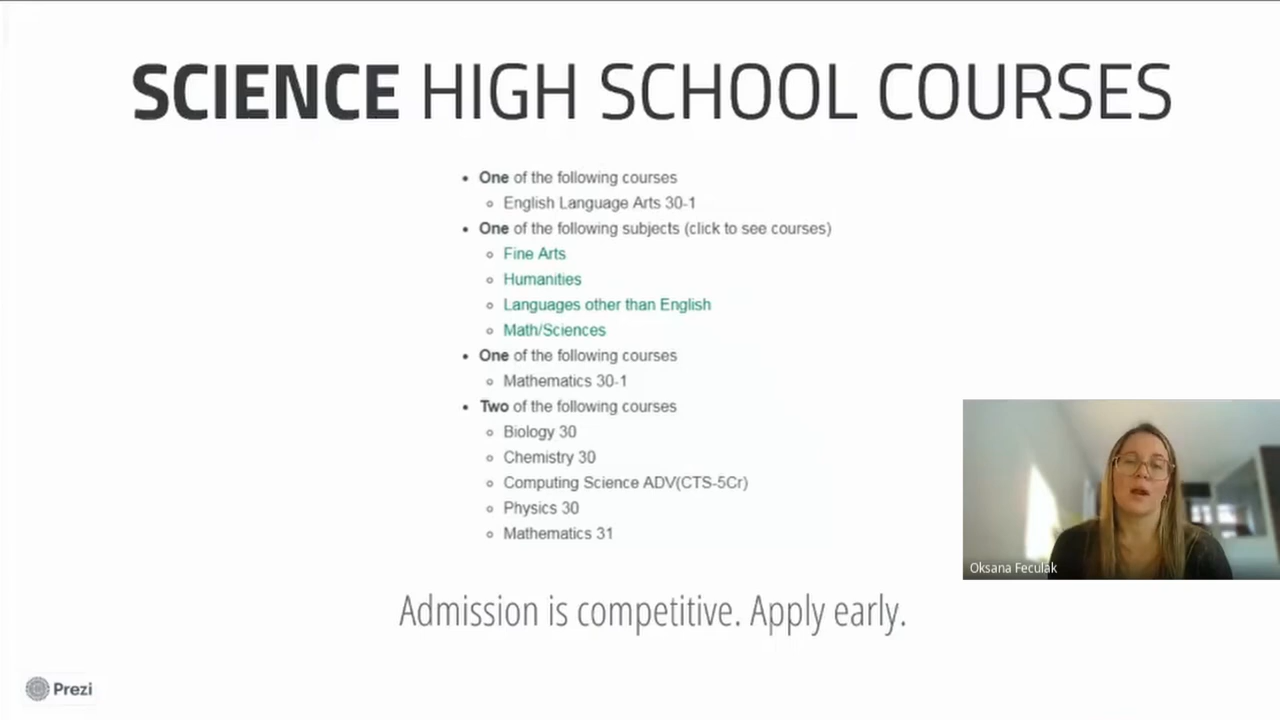 SCIENCE HIGH SCHOOL COURSES
• One of the following courses
○ English Language Arts 30-1
• One of the following subjects (click to see courses)
○ Fine Arts
○ Humanities
○ Languages other than English
○ Math/Sciences
• One of the following courses
○ Mathematics 30-1
• Two of the following courses
○ Biology 30
○ Chemistry 30
○ Computing Science ADV(CTS-5Cr)
○ Physics 30
○ Mathematics 31
Oksana Feculak
Admission is competitive. Apply early.
Prezi